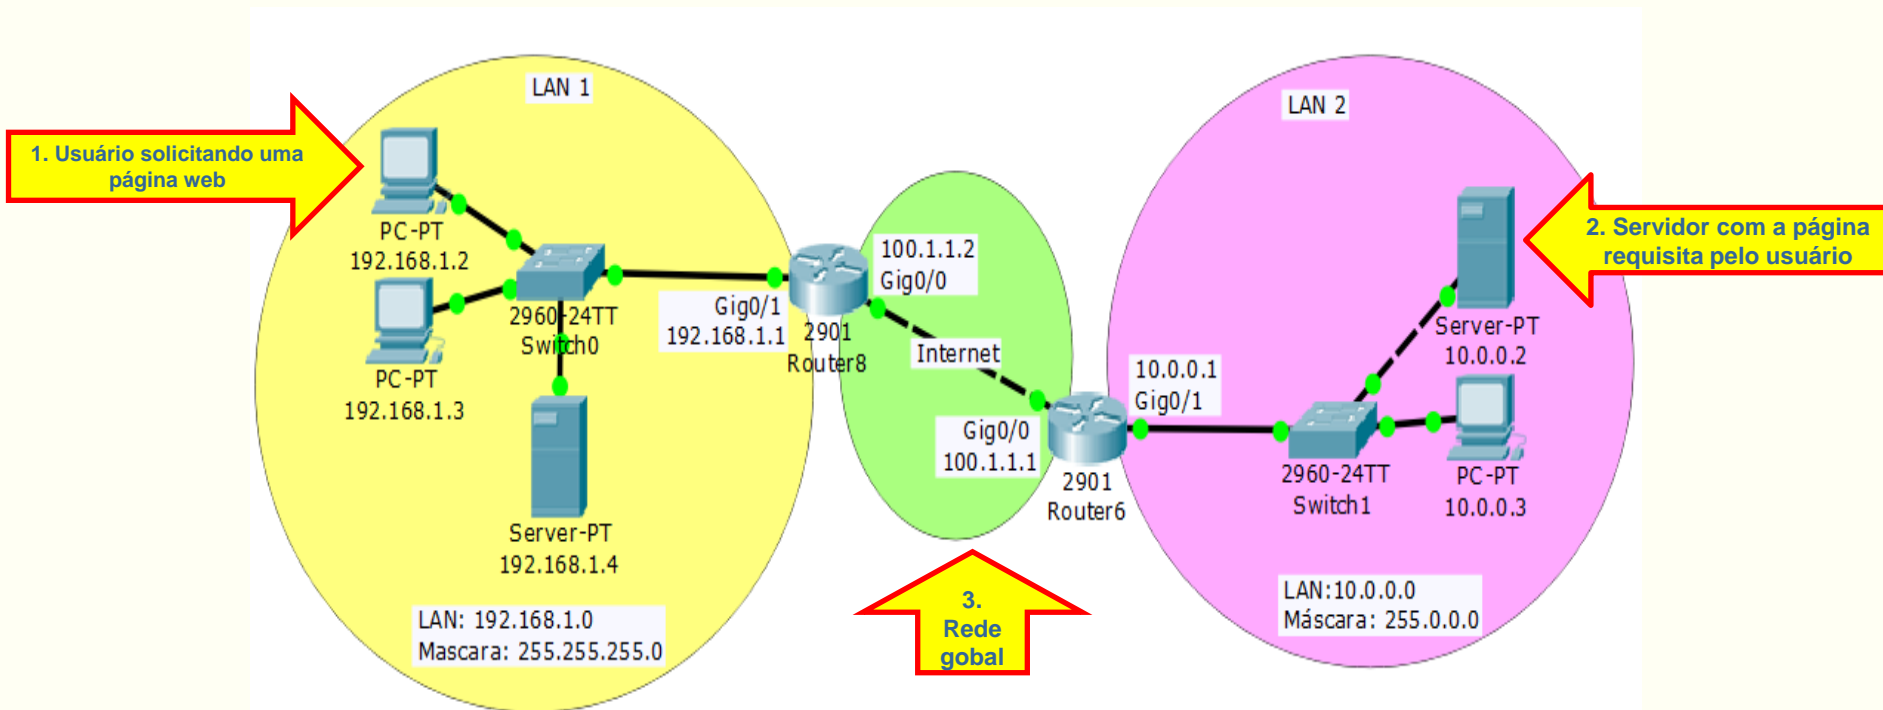 LAN 1
LAN 2
1. Usuário solicitando uma
página web
PC-PT
192.168.1.2
PC-PT
192.168.1.3
2960-24TT
Switch0
Server-PT
192.168.1.4
LAN: 192.168.1.0
Mascara: 255.255.255.0
Gig0/1
192.168.1.1
2901
Router8
100.1.1.2
Gig0/0
Internet
Gig0/0
100.1.1.1
2901
Router6
3.
Rede
gobal
10.0.0.1
Gig0/1
2960-24TT
Switch1
Server-PT
10.0.0.2
PC-PT
10.0.0.3
2. Servidor com a página
requisita pelo usuário
LAN:10.0.0.0
Máscara: 255.0.0.0